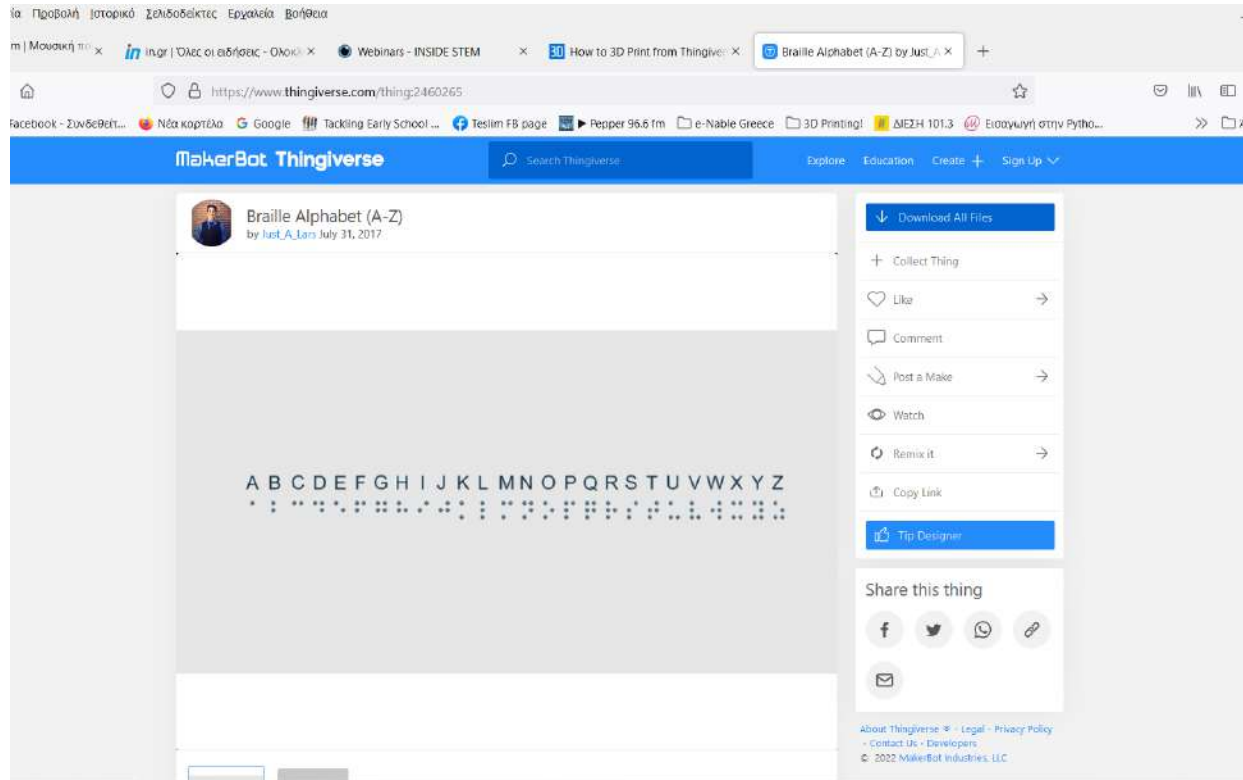 ία Προβολή Ιστορικό Σελιδοδείκτες Εργαλεία Βοήθεια
m | Μουσική in.gr | Όλες οι ειδήσεις - Ολοκλ Webinars - INSIDE STEM How to 3D Print from Thingiver Braille Alphabet (A-Z) by Just_A
https://www.thingiverse.com/thing:2460265
Facebook - Συνδεθείτ... Νέα καρτέλα Google Tackling Early School ... Teslim FB page ► Pepper 96.6 fm e-Nable Greece 3D Printing! ΔΙΕΣΗ 101.3 Εισαγωγή στην Pytho...
MakerBot Thingiverse Search Thingiverse Explore Education Create + Sign Up
Braille Alphabet (A-Z)
by Just_A_Lars July 31, 2017
A B C D E F G H I J K L M N O P Q R S T U V W X Y Z
⠁ ⠃ ⠉ ⠙ ⠑ ⠋ ⠛ ⠓ ⠊ ⠚ ⠅ ⠇ ⠍ ⠝ ⠕ ⠏ ⠟ ⠗ ⠎ ⠞ ⠥ ⠧ ⠺ ⠭ ⠽ ⠵
Download All Files
Collect Thing
Like
Comment
Post a Make
Watch
Remix it
Copy Link
Tip Designer
Share this thing
About Thingiverse ® - Legal - Privacy Policy
- Contact Us - Developers
© 2022 MakerBot Industries, LLC